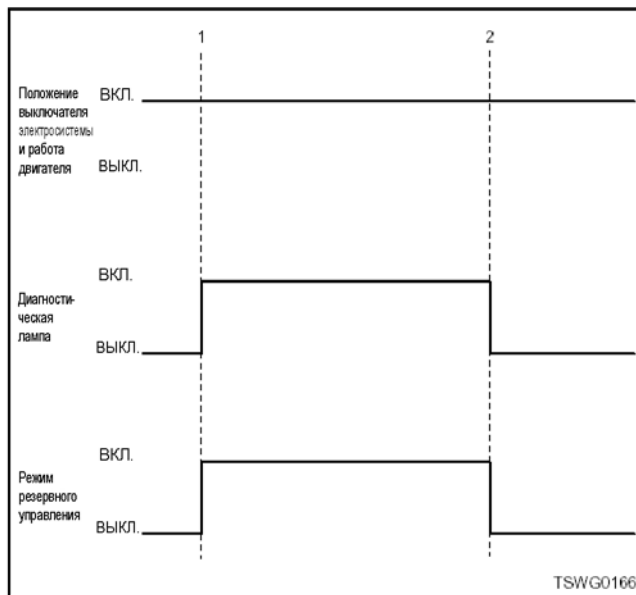 1 2
Положение
выключателя
электросистемы
и работа
двигателя
ВКЛ.
ВЫКЛ.
Диагности-
ческая
лампа
ВКЛ.
ВЫКЛ.
Режим
резервного
управления
ВКЛ.
ВЫКЛ.
TSWG0166